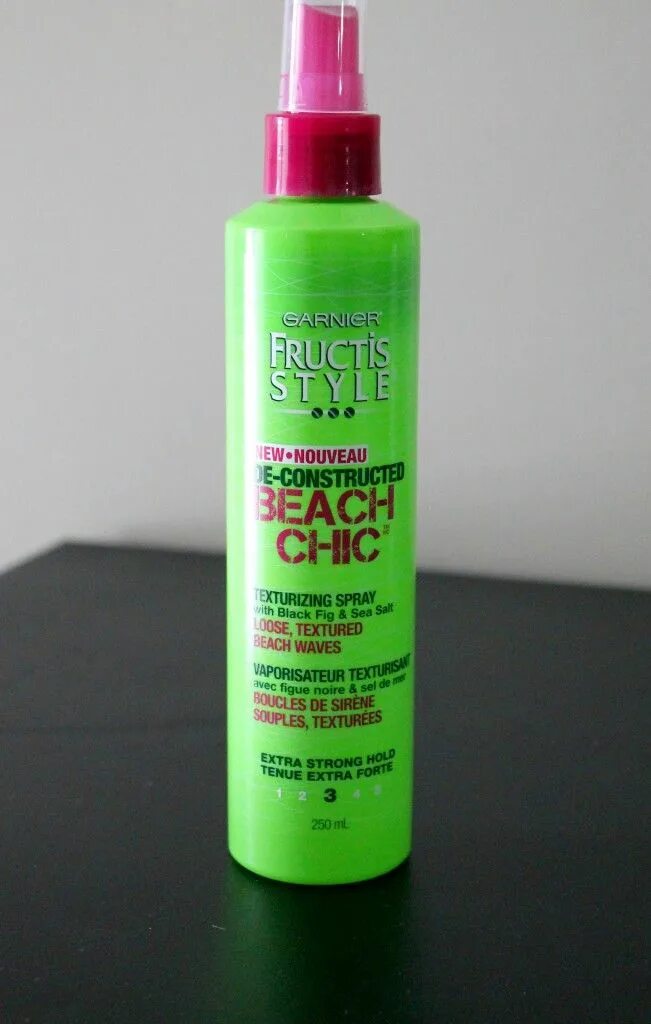 GARNIER
FRUCTIS
STYLE
NEW•NOUVEAU
DE-CONSTRUCTED
BEACH
CHIC
TEXTURIZING SPRAY
with Black Fig & Sea Salt
LOOSE, TEXTURED
BEACH WAVES
VAPORISATEUR TEXTURISANT
avec figue noire & sel de mer
BOUCLES DE SIRÈNE
SOUPLES, TEXTURÉES
EXTRA STRONG HOLD
TENUE EXTRA FORTE
1 2 3 4 5
250 mL